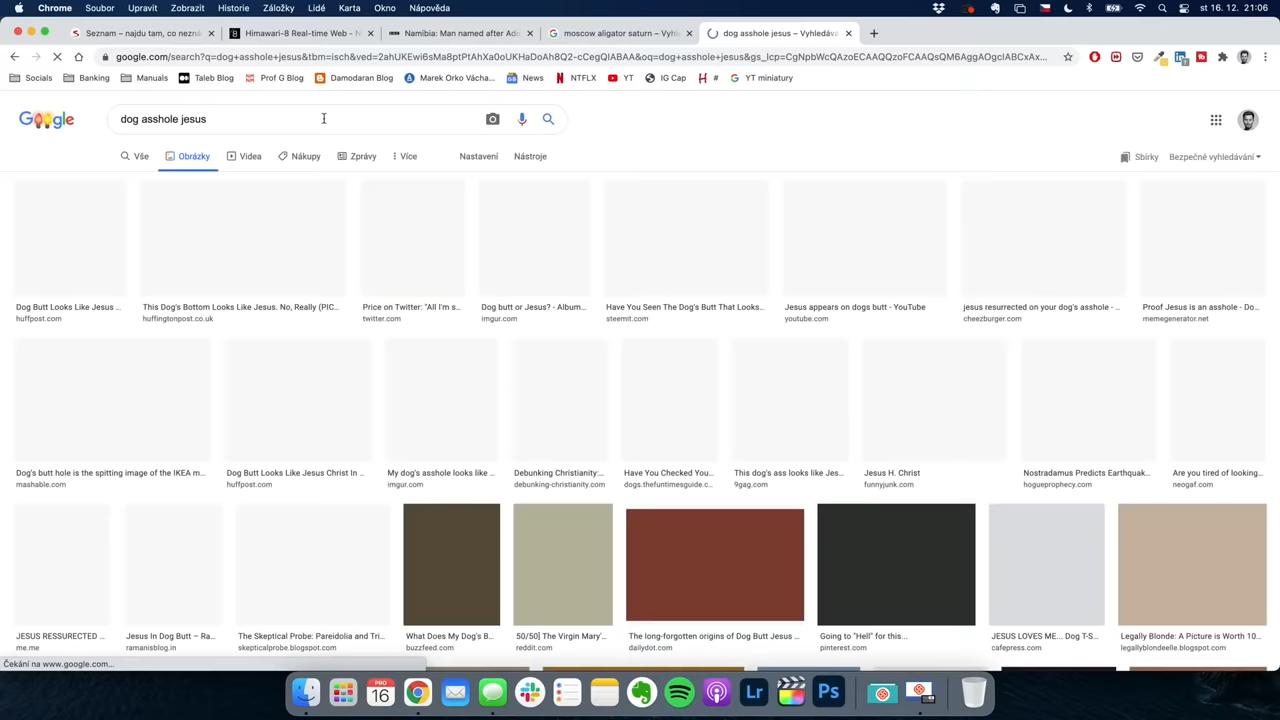 Chrome Soubor Upravit Zobrazit Historie Záložky Lidé Karta Okno Nápověda st 16. 12. 21:06
Seznam – najdu tam, co nezná
Himawari-8 Real-time Web - N
Namibia: Man named after Ado
moscow aligator saturn – Vyhle
dog asshole jesus – Vyhledáva
Socials Banking Manuals Taleb Blog Prof G Blog Damodaran Blog Marek Orko Vácha... News NTFLX YT IG Cap # YT miniatury
Google
dog asshole jesus
Vše Obrázky Videa Nákupy Zprávy Více Nastavení Nástroje Sbírky Bezpečné vyhledávání
Dog Butt Looks Like Jesus ...
huffpost.com
This Dog's Bottom Looks Like Jesus. No, Really (PIC...
huffingtonpost.co.uk
Price on Twitter: "All I'm s...
twitter.com
Dog butt or Jesus? - Album...
imgur.com
Have You Seen The Dog's Butt That Looks...
steemit.com
Jesus appears on dogs butt - YouTube
youtube.com
jesus resurrected on your dog's asshole - ...
cheezburger.com
Proof Jesus is an asshole - Do...
memegenerator.net
Dog's butt hole is the spitting image of the IKEA m...
mashable.com
Dog Butt Looks Like Jesus Christ In ...
huffpost.com
My dog's asshole looks like ...
imgur.com
Debunking Christianity:...
debunking-christianity.com
Have You Checked You...
dogs.thefuntimesguide.c...
This dog's ass looks like Jes...
9gag.com
Jesus H. Christ
funnyjunk.com
Nostradamus Predicts Earthquak...
hogueprophecy.com
Are you tired of looking...
neogaf.com
JESUS RESSURECTED ...
me.me
Jesus In Dog Butt – Ra...
ramanisblog.in
The Skeptical Probe: Pareidolia and Tri...
skepticalprobe.blogspot.com
What Does My Dog's B...
buzzfeed.com
50/50] The Virgin Mary'...
reddit.com
The long-forgotten origins of Dog Butt Jesus ...
dailydot.com
Going to "Hell" for this...
pinterest.com
JESUS LOVES ME... Dog T-S...
cafepress.com
Legally Blonde: A Picture is Worth 10...
legallyblondeelle.blogspot.com
Čekání na www.google.com...
PRO
16
Lr
Ps